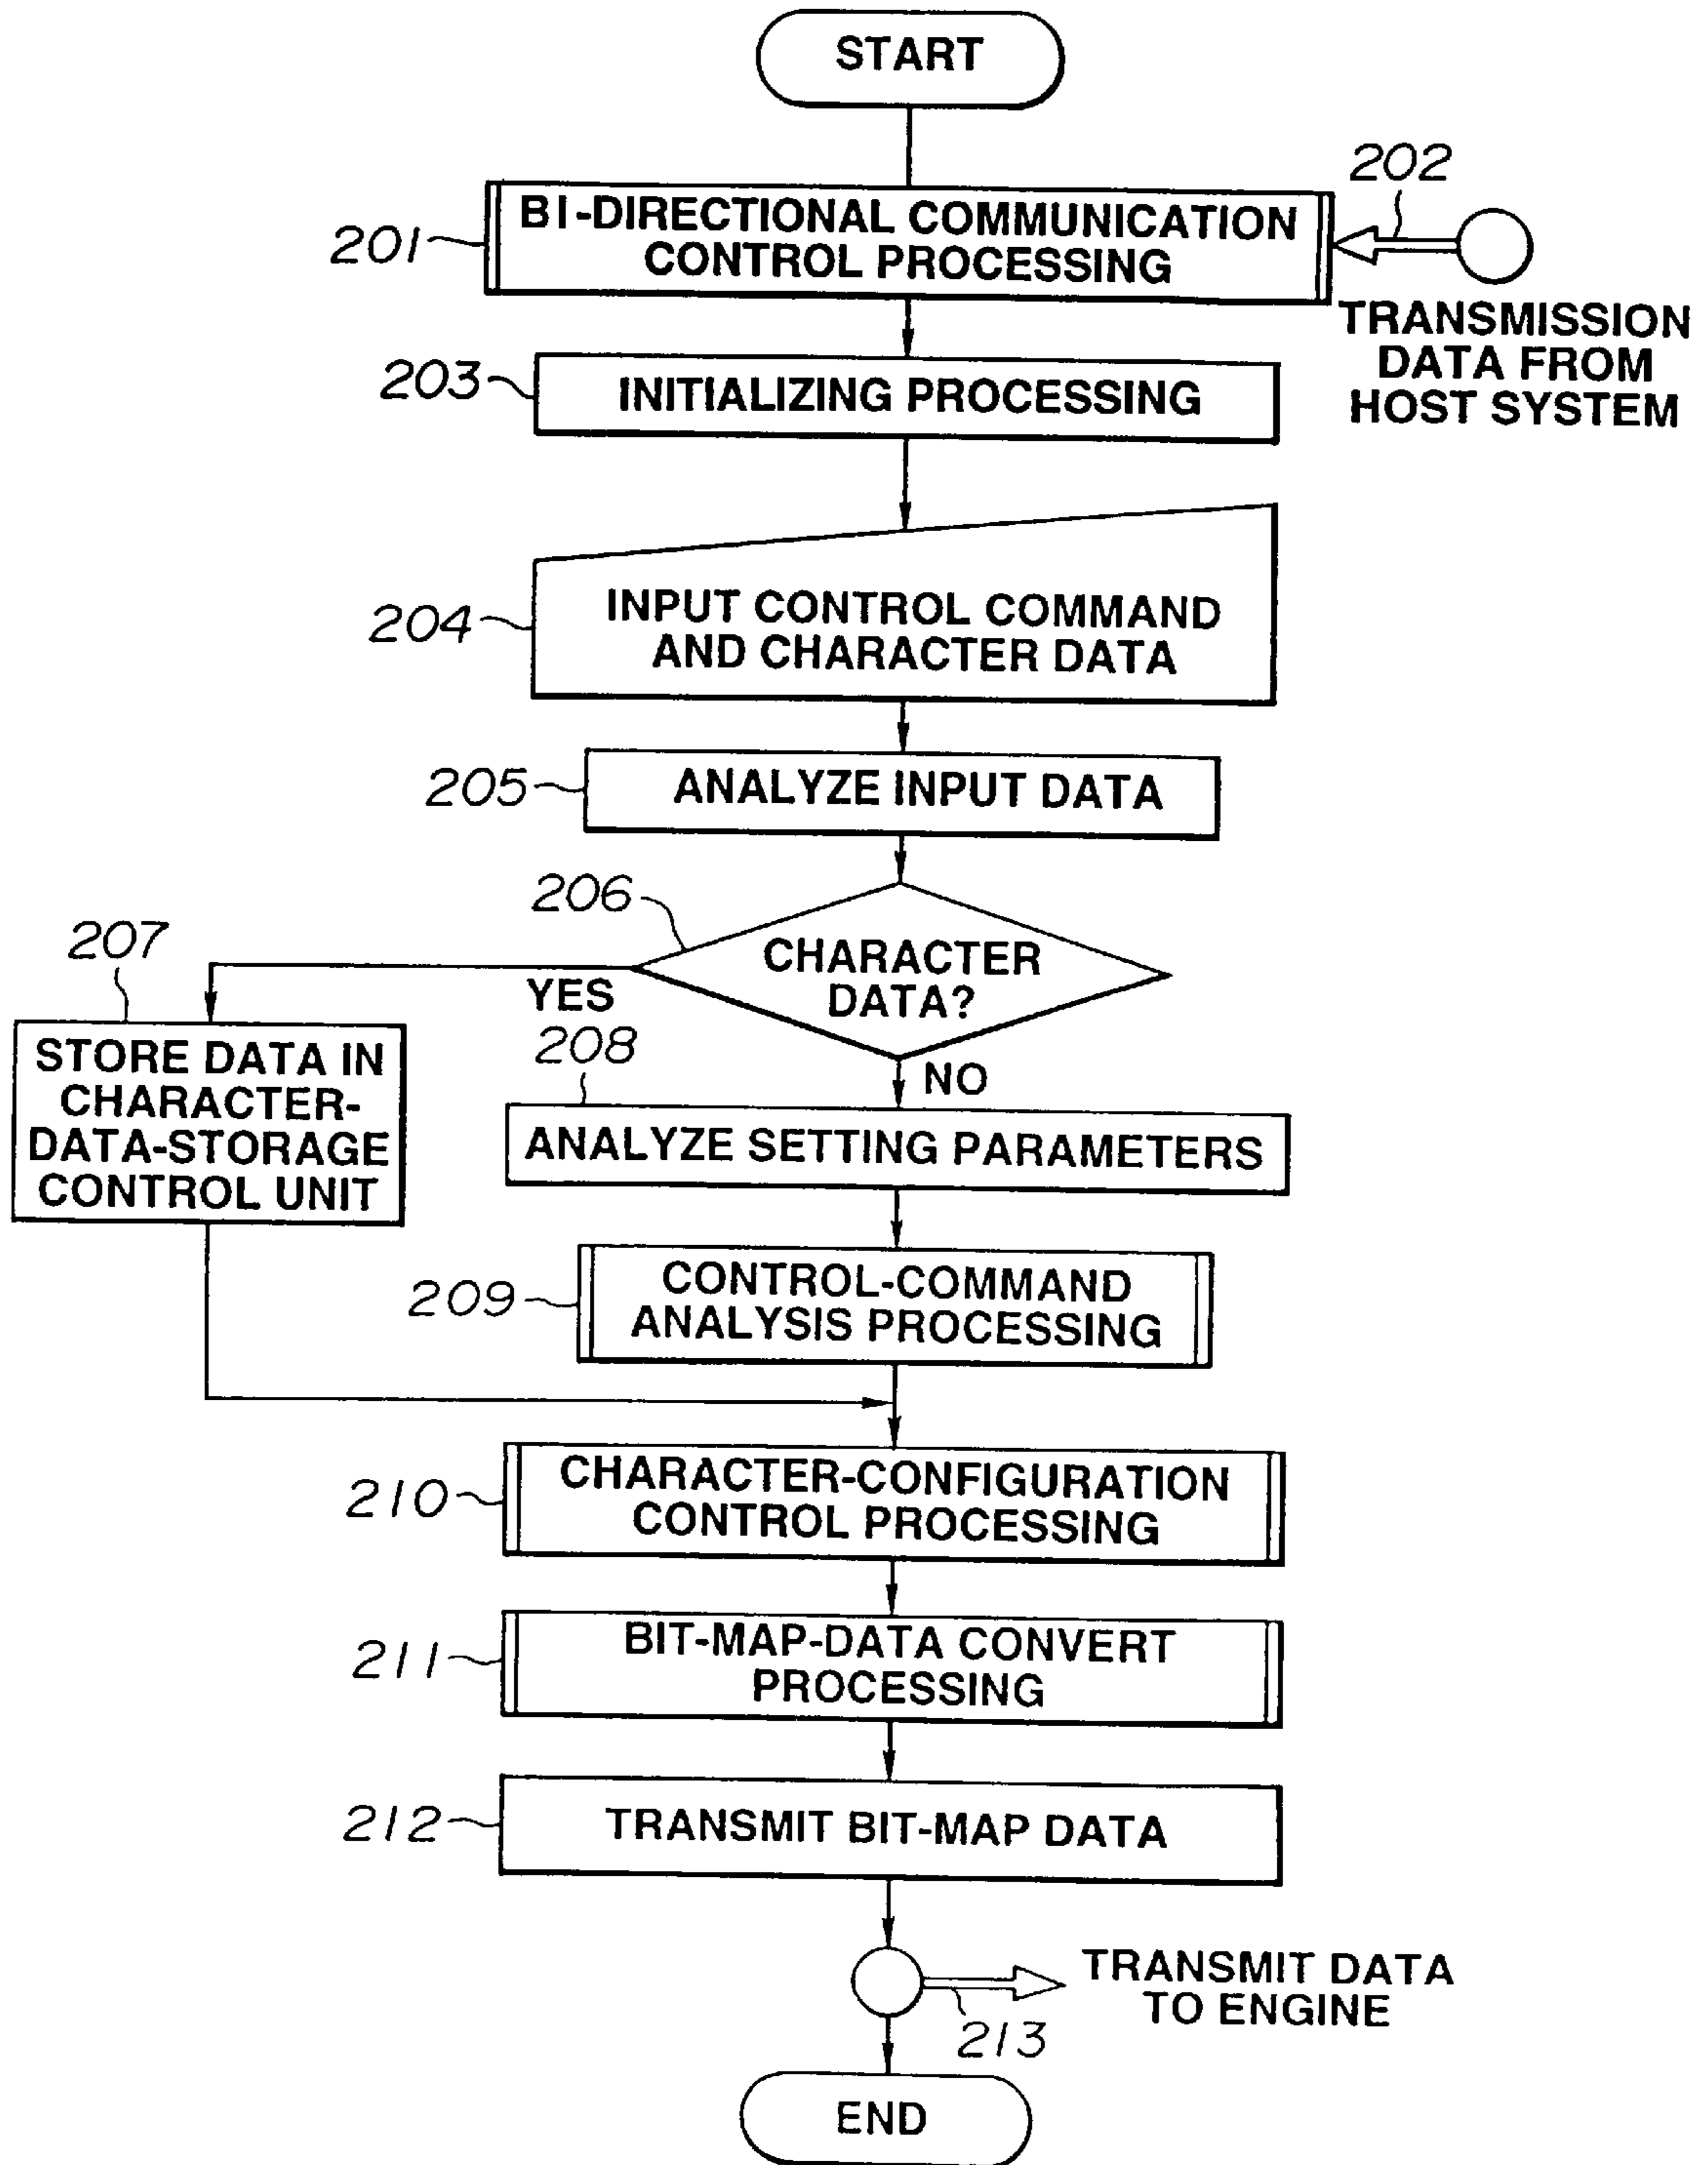 START
202
201
BI-DIRECTIONAL COMMUNICATION
CONTROL PROCESSING
TRANSMISSION
DATA FROM
HOST SYSTEM
203
INITIALIZING PROCESSING
204
INPUT CONTROL COMMAND
AND CHARACTER DATA
205
ANALYZE INPUT DATA
206
CHARACTER
DATA?
YES
207
STORE DATA IN
CHARACTER-
DATA-STORAGE
CONTROL UNIT
NO
208
ANALYZE SETTING PARAMETERS
209
CONTROL-COMMAND
ANALYSIS PROCESSING
210
CHARACTER-CONFIGURATION
CONTROL PROCESSING
211
BIT-MAP-DATA CONVERT
PROCESSING
212
TRANSMIT BIT-MAP DATA
TRANSMIT DATA
TO ENGINE
213
END